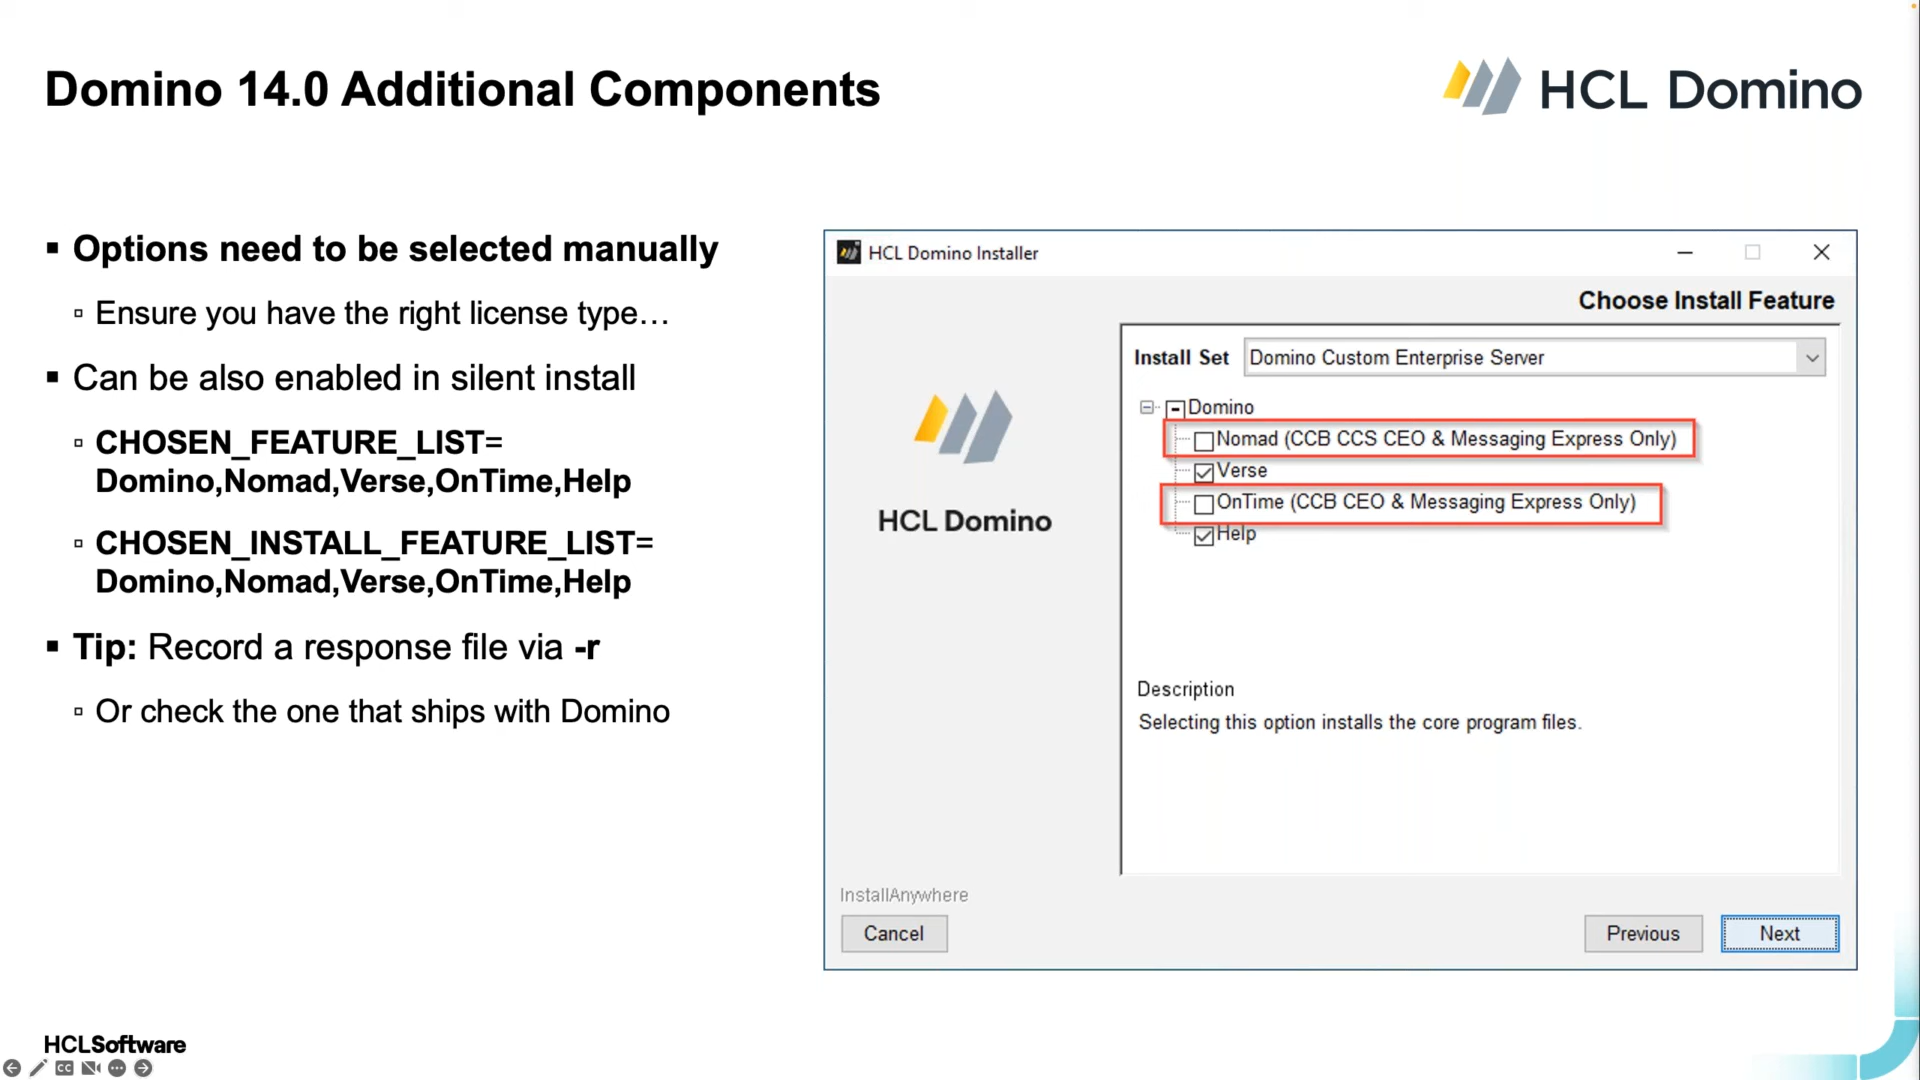 Domino 14.0 Additional Components
HCL Domino
▪ Options need to be selected manually
▫ Ensure you have the right license type…
▪ Can be also enabled in silent install
▫ CHOSEN_FEATURE_LIST=
Domino,Nomad,Verse,OnTime,Help
▫ CHOSEN_INSTALL_FEATURE_LIST=
Domino,Nomad,Verse,OnTime,Help
▪ Tip: Record a response file via -r
▫ Or check the one that ships with Domino
HCL Domino Installer
Choose Install Feature
HCL Domino
Install Set Domino Custom Enterprise Server
Domino
Nomad (CCB CCS CEO & Messaging Express Only)
Verse
OnTime (CCB CEO & Messaging Express Only)
Help
Description
Selecting this option installs the core program files.
InstallAnywhere
Cancel Previous Next
HCLSoftware
CC